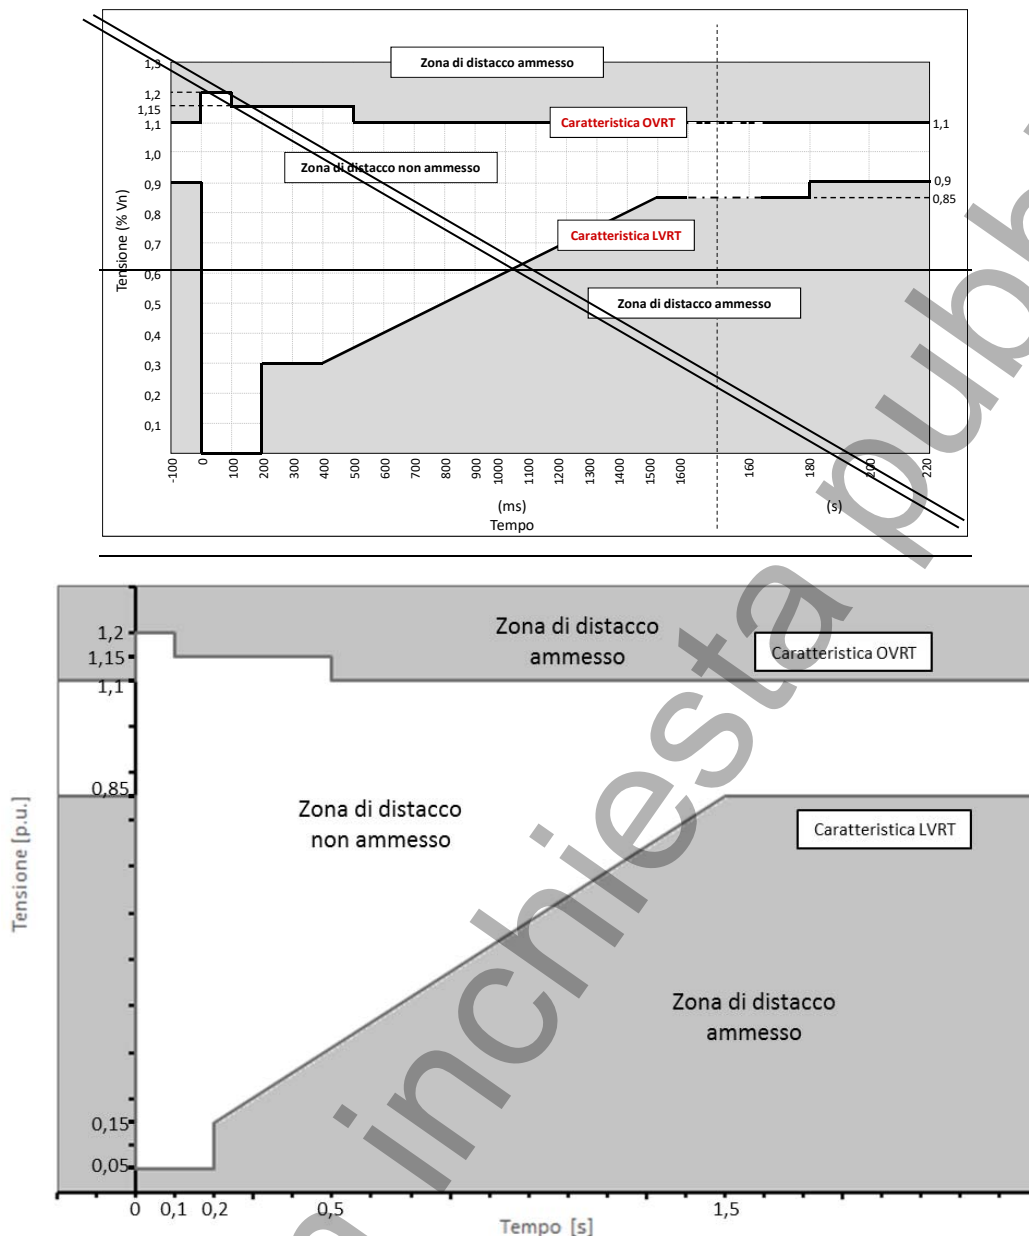 Zona di distacco ammesso
1,3
1,2
1,15
1,1
1,0
0,9
0,8
0,7
0,6
0,5
0,4
0,3
0,2
0,1
Tensione (% Vn)
Caratteristica OVRT
1,1
Zona di distacco non ammesso
0,9
0,85
Caratteristica LVRT
Zona di distacco ammesso
-100 0 100 200 300 400 500 600 700 800 900 1000 1100 1200 1300 1400 1500 1600 160 180 200 220
(ms) (s)
Tempo
Zona di distacco
ammesso
Caratteristica OVRT
1,2
1,15
1,1
0,85
Zona di distacco
non ammesso
Caratteristica LVRT
Tensione [p.u.]
Zona di distacco
ammesso
0,15
0,05
0 0,1 0,2 0,5 1,5
Tempo [s]
inchiesta